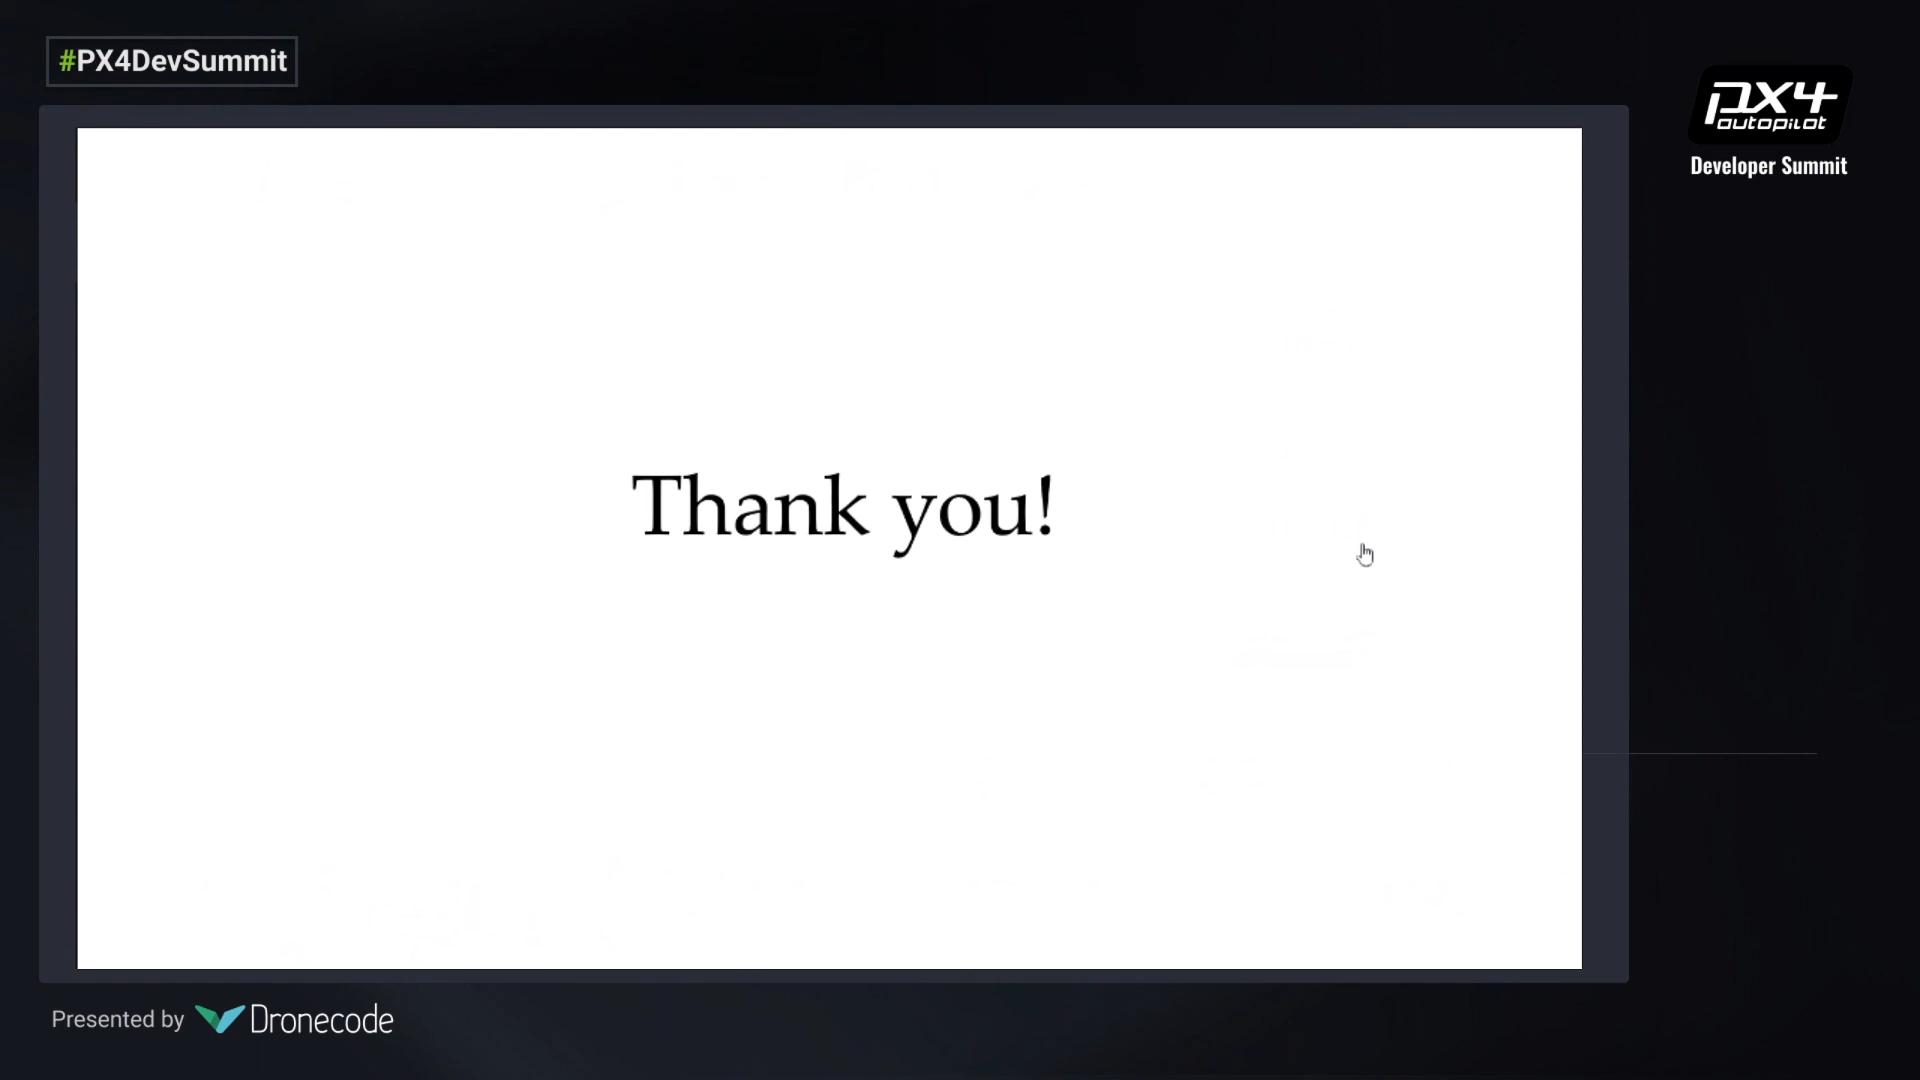 #PX4DevSummit
px4
autopilot
Developer Summit
Thank you!
Presented by Dronecode